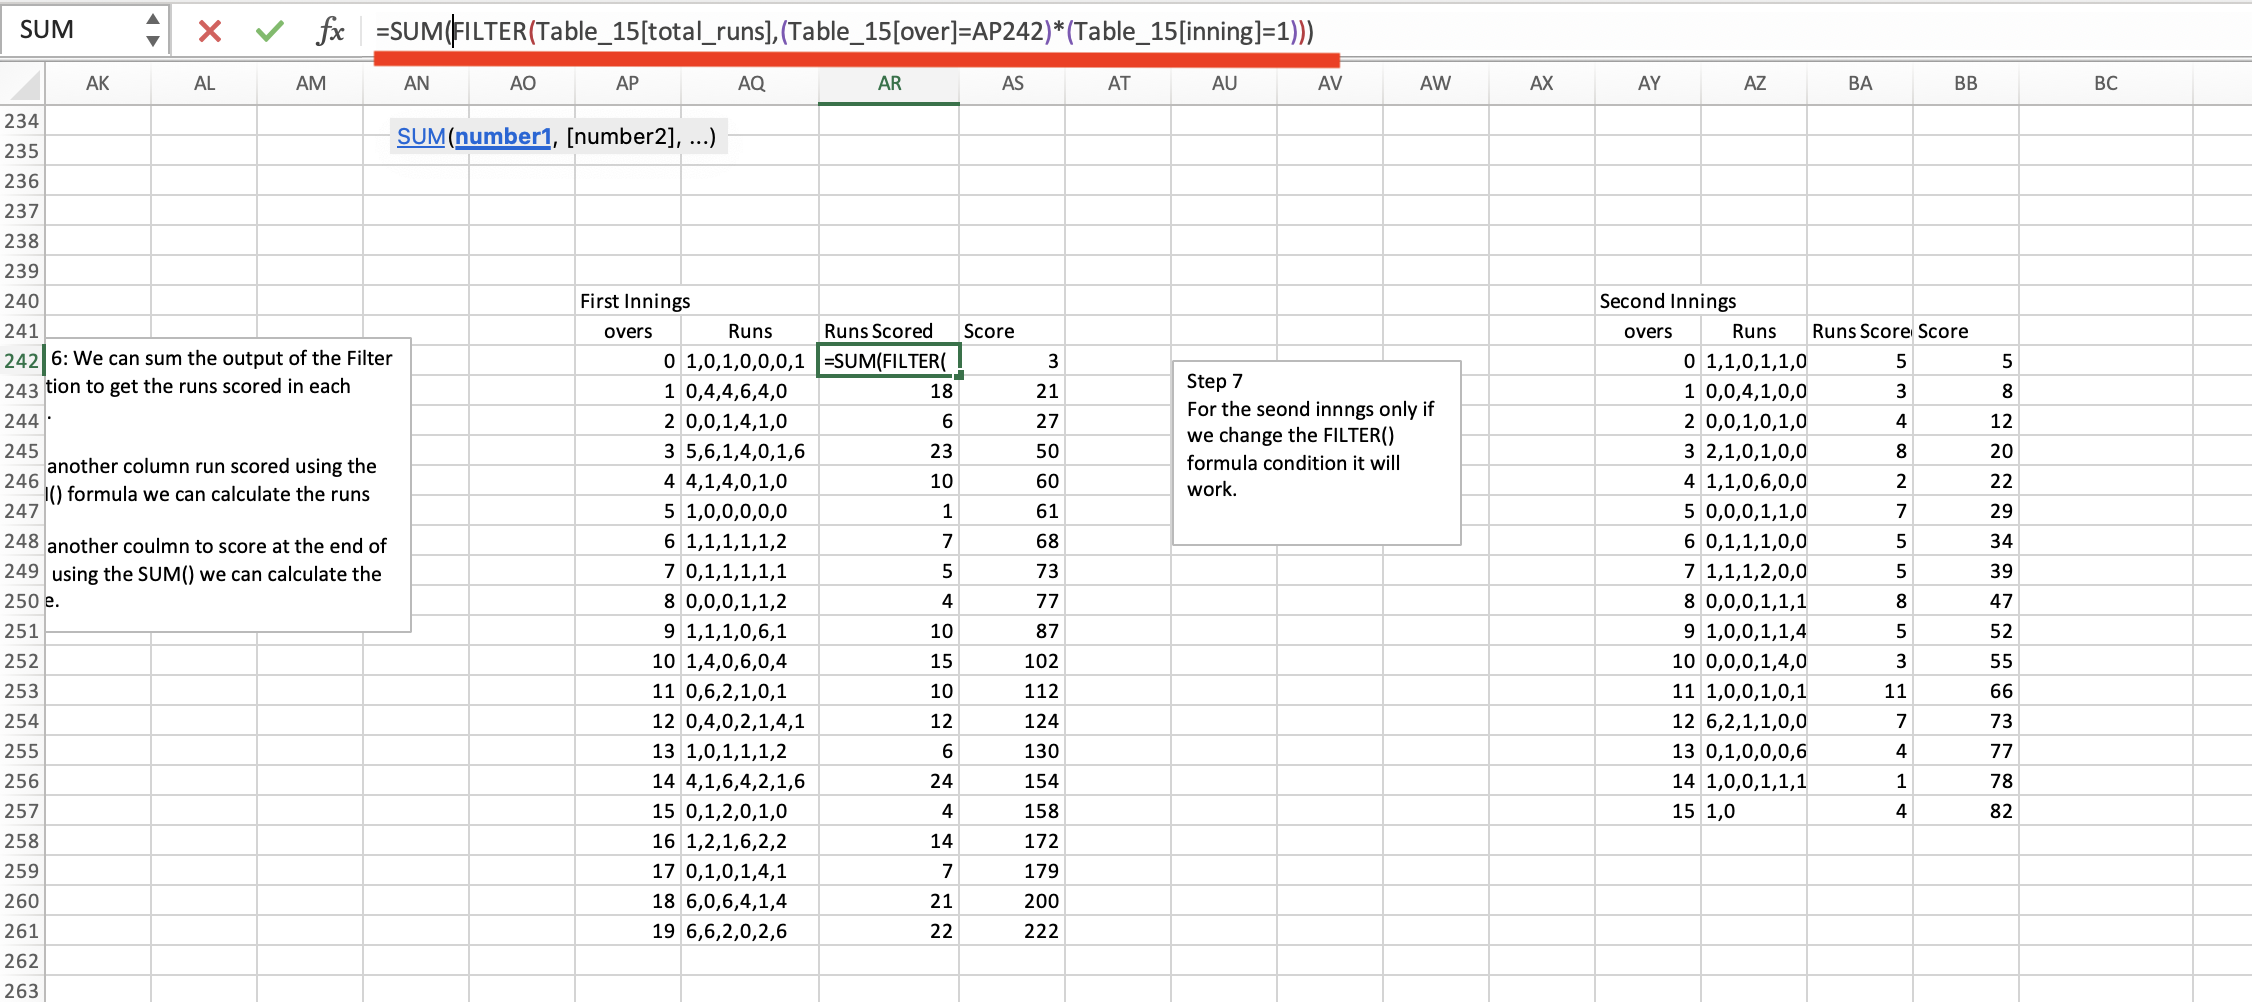 SUM
=SUM(FILTER(Table_15[total_runs],(Table_15[over]=AP242)*(Table_15[inning]=1)))
AK AL AM AN AO AP AQ AR AS AT AU AV AW AX AY AZ BA BB BC
234
SUM(number1, [number2], ...)
235
236
237
238
239
240 First Innings Second Innings
241 overs Runs Runs Scored Score overs Runs Runs Score Score
242 0 1,0,1,0,0,0,1 =SUM(FILTER( 3 0 1,1,0,1,1,0 5 5
243 1 0,4,4,6,4,0 18 21 1 0,0,4,1,0,0 3 8
244 2 0,0,1,4,1,0 6 27 2 0,0,1,0,1,0 4 12
245 3 5,6,1,4,0,1,6 23 50 3 2,1,0,1,0,0 8 20
246 4 4,1,4,0,1,0 10 60 4 1,1,0,6,0,0 2 22
247 5 1,0,0,0,0,0 1 61 5 0,0,0,1,1,0 7 29
248 6 1,1,1,1,1,2 7 68 6 0,1,1,1,0,0 5 34
249 7 0,1,1,1,1,1 5 73 7 1,1,1,2,0,0 5 39
250 8 0,0,0,1,1,2 4 77 8 0,0,0,1,1,1 8 47
251 9 1,1,1,0,6,1 10 87 9 1,0,0,1,1,4 5 52
252 10 1,4,0,6,0,4 15 102 10 0,0,0,1,4,0 3 55
253 11 0,6,2,1,0,1 10 112 11 1,0,0,1,0,1 11 66
254 12 0,4,0,2,1,4,1 12 124 12 6,2,1,1,0,0 7 73
255 13 1,0,1,1,1,2 6 130 13 0,1,0,0,0,6 4 77
256 14 4,1,6,4,2,1,6 24 154 14 1,0,0,1,1,1 1 78
257 15 0,1,2,0,1,0 4 158 15 1,0 4 82
258 16 1,2,1,6,2,2 14 172
259 17 0,1,0,1,4,1 7 179
260 18 6,0,6,4,1,4 21 200
261 19 6,6,2,0,2,6 22 222
262
263
6: We can sum the output of the Filter
tion to get the runs scored in each
.
another column run scored using the
() formula we can calculate the runs
another coulmn to score at the end of
using the SUM() we can calculate the
e.
Step 7
For the seond innngs only if
we change the FILTER()
formula condition it will
work.